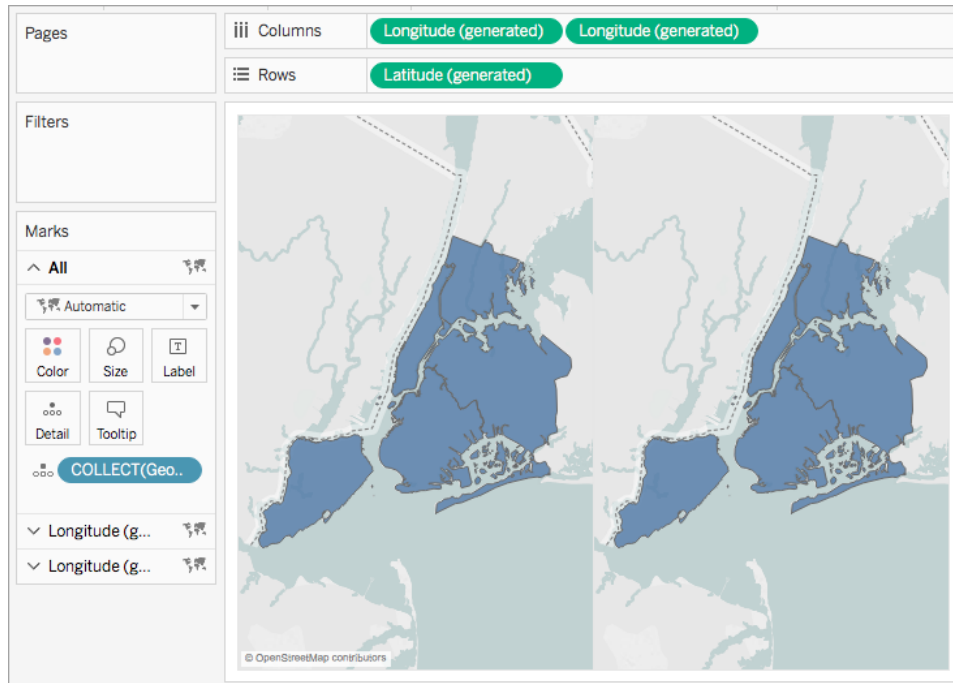 Pages
Columns
Longitude (generated)
Longitude (generated)
Rows
Latitude (generated)
Filters
Marks
All
Automatic
Color
Size
T
Label
Detail
Tooltip
COLLECT(Geo..
Longitude (g...
Longitude (g...
© OpenStreetMap contributors